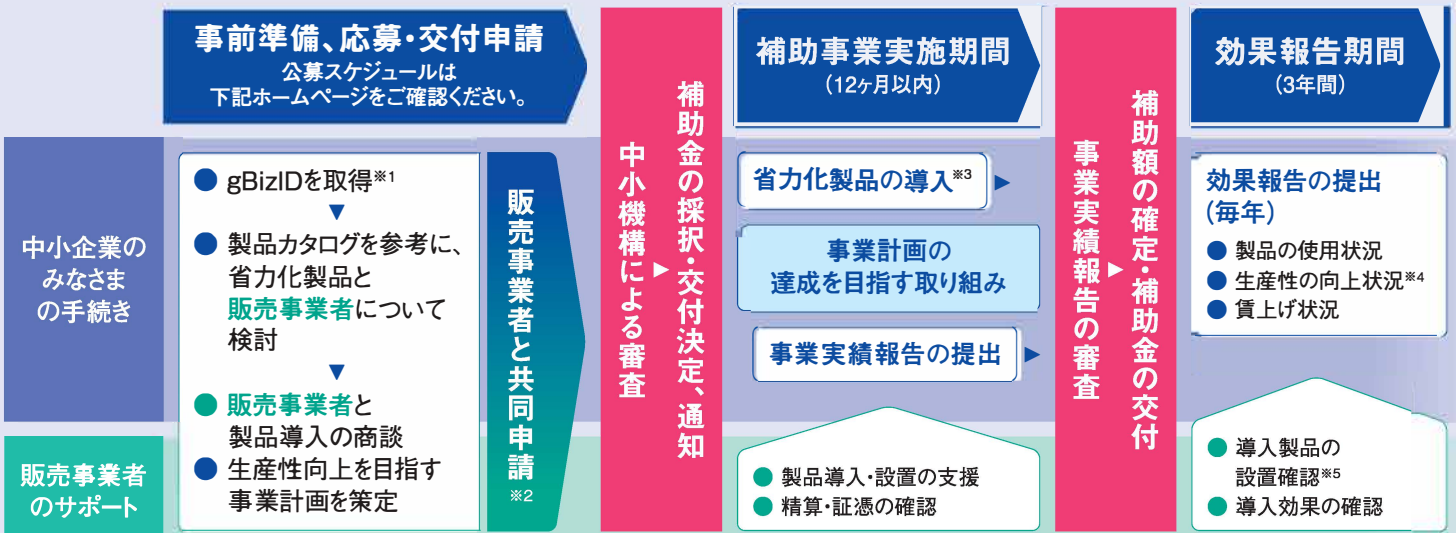 事前準備、応募・交付申請
公募スケジュールは
下記ホームページをご確認ください。
中小企業の
みなさま
の手続き
● gBizIDを取得※1
▼
● 製品カタログを参考に、
省力化製品と
販売事業者について
検討
▼
● 販売事業者と
製品導入の商談
● 生産性向上を目指す
事業計画を策定
販売事業者
のサポート
販売事業者と共同申請
※2
中小機構による審査
▶
補助金の採択・交付決定、通知
補助事業実施期間
(12ヶ月以内)
省力化製品の導入※3 ▶
事業計画の
達成を目指す取り組み
事業実績報告の提出 ▶
● 製品導入・設置の支援
● 精算・証憑の確認
事業実績報告の審査
▶
補助額の確定・補助金の交付
効果報告期間
(3年間)
効果報告の提出
(毎年)
● 製品の使用状況
● 生産性の向上状況※4
● 賃上げ状況
● 導入製品の
設置確認※5
● 導入効果の確認